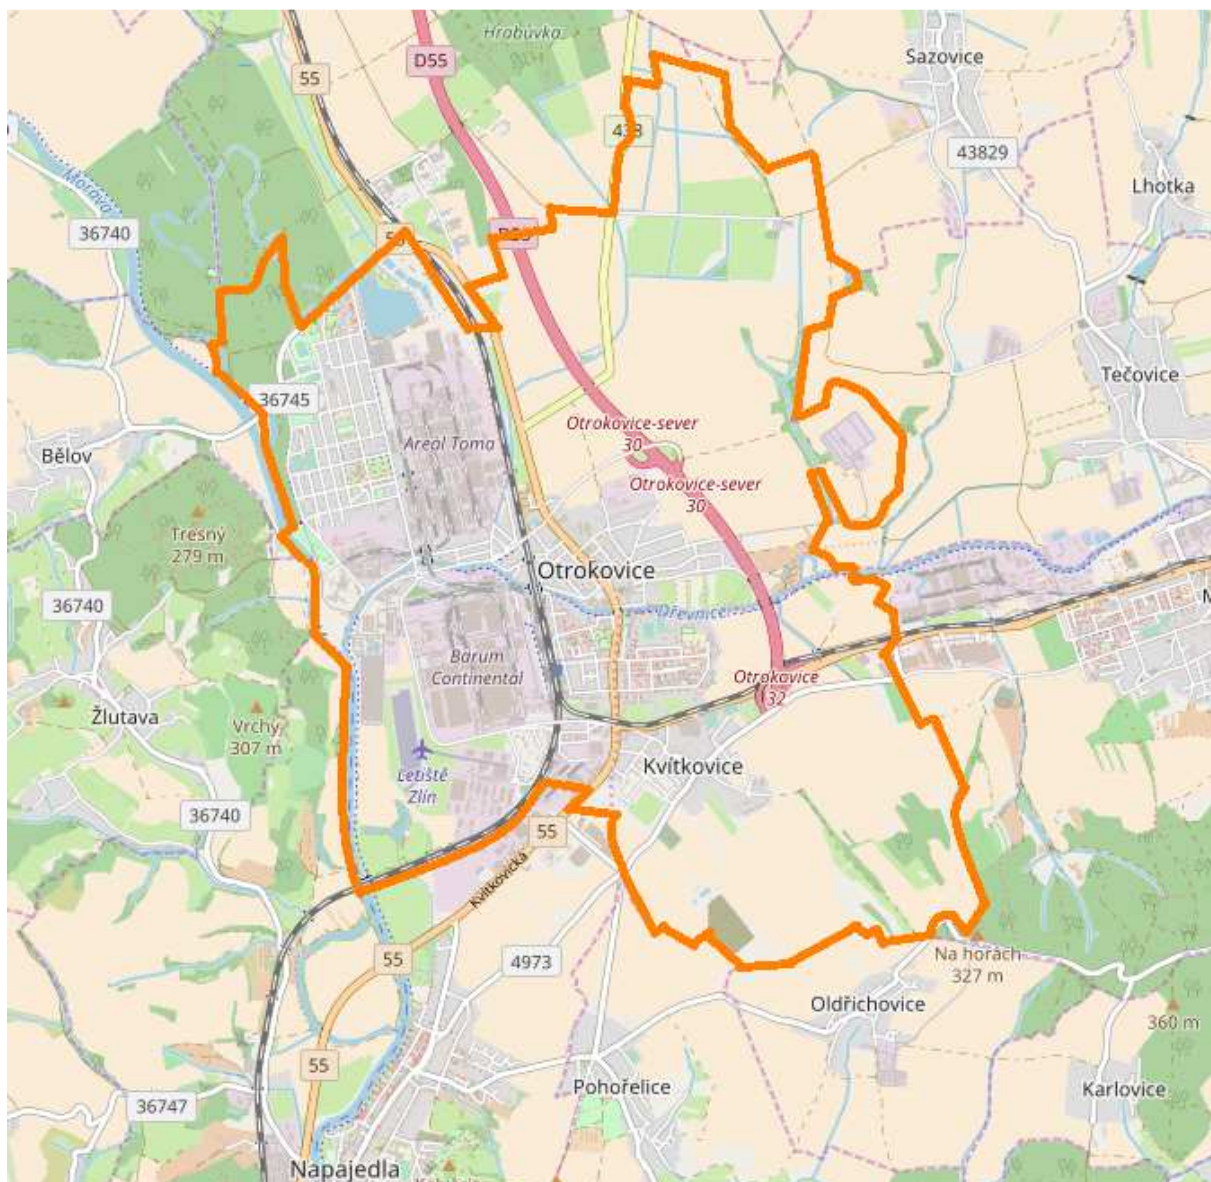 Hrabůvka
Sazovice
D55
55
438
43829
Lhotka
Morava
36740
55
D55
Tečovice
36745
Otrokovice-sever
30
Areál Toma
Bělov
Otrokovice-sever
30
Tresný
279 m
Otrokovice
36740
Dřevnice
Barum
Continental
Otrokovice
32
Žlutava
Vrchy
307 m
Letiště
Zlín
Kvítkovice
36740
55
Kvítkovická
55
4973
Na horách
327 m
Oldřichovice
360 m
55
Pohořelice
Karlovice
36747
Napajedla